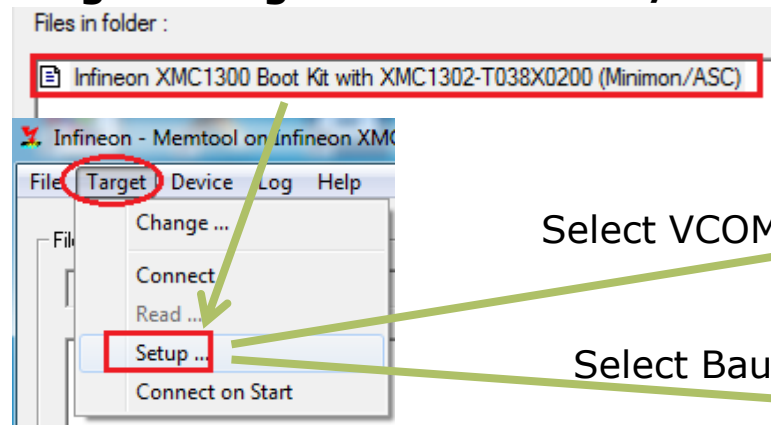 Files in folder :
Infineon XMC1300 Boot Kit with XMC1302-T038X0200 (Minimon/ASC)
Infineon - Memtool on Infineon XMC
File Target Device Log Help
Change ...
Select VCOM
Connect
Read ...
Setup ...
Select Bau
Connect on Start